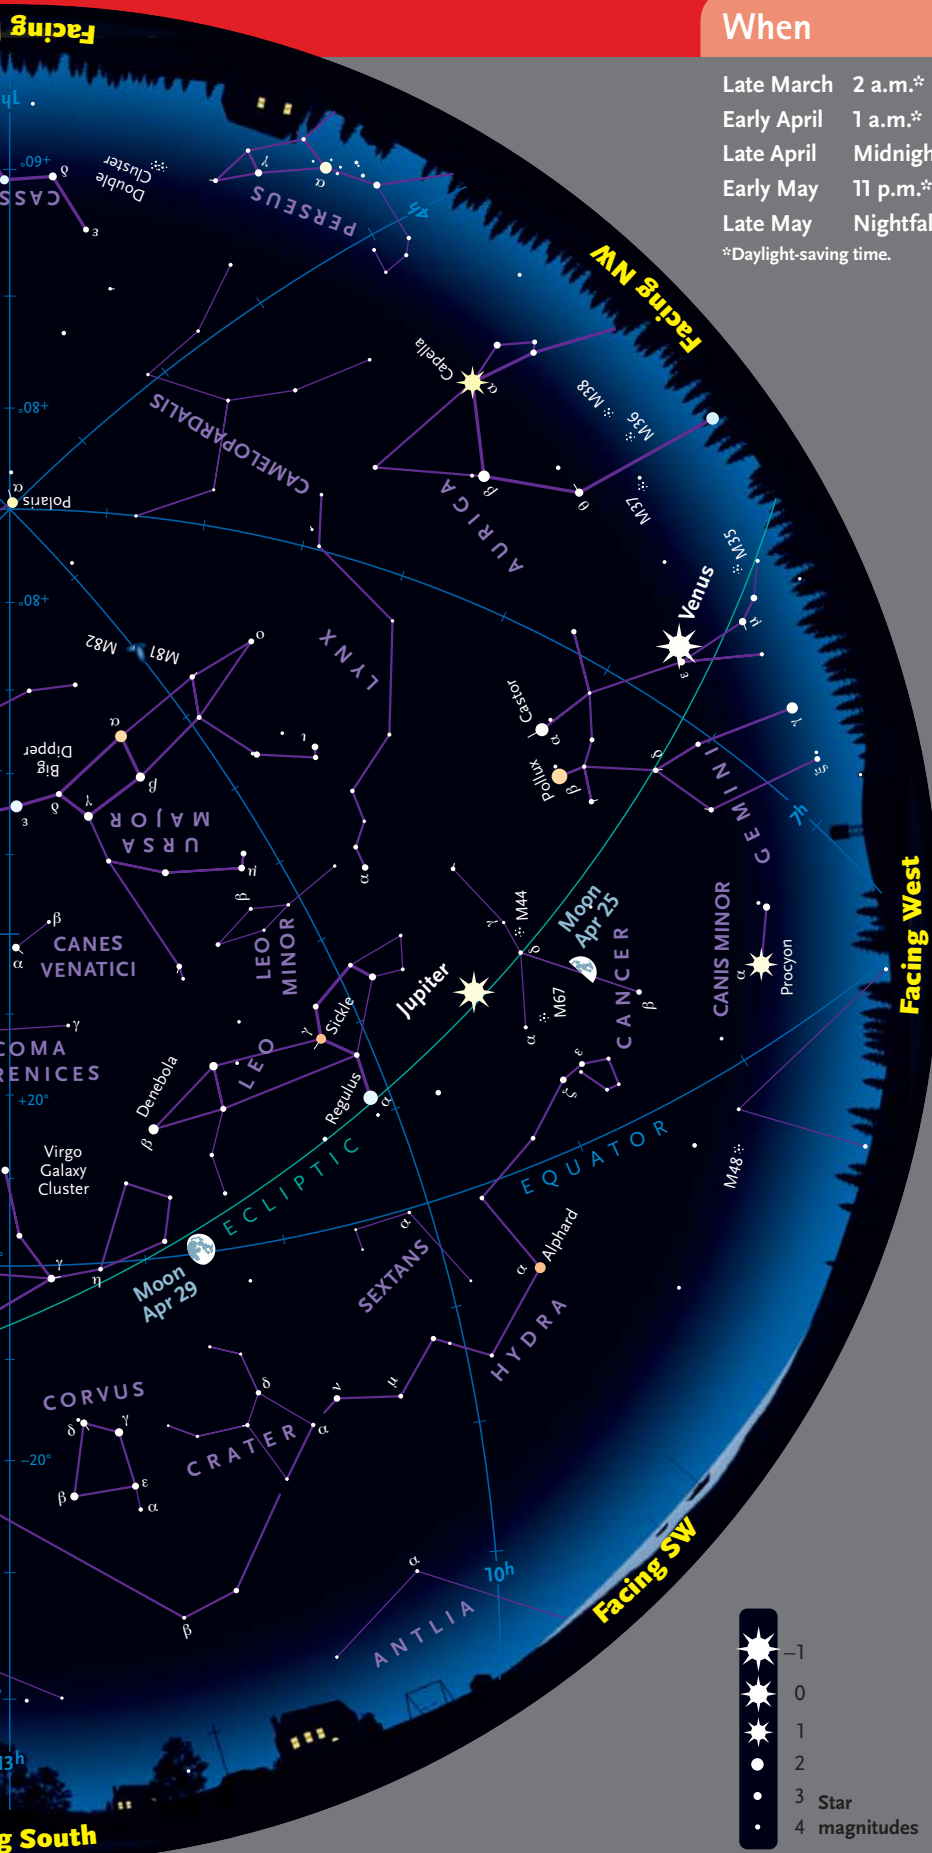 When
Late March 2 a.m.*
Early April 1 a.m.*
Late April Midnigh
Early May 11 p.m.*
Late May Nightfal
*Daylight-saving time.
Facing
1h
+60°
CASS
δ
ε
Double
Cluster
γ
α
PERSEUS
4h
Facing NW
Capella
α
M38
M36
M37
β
θ
AURIGA
+80°
CAMELOPARDALIS
α
Polaris
+80°
M35
Venus
M82
M81
ο
LYNX
η
ε
Castor
α
Pollux
β
δ
γ
ξ
GEMINI
7h
Big
Dipper
α
β
γ
δ
ε
ι
URSA
MAJOR
μ
α
β
LEO
MINOR
β
α
CANES
VENATICI
M44
γ
δ
Moon
Apr 25
CANCER
M67
α
β
CANIS MINOR
α
Procyon
Facing West
Jupiter
Sickle
γ
LEO
γ
COMA
RENICES
+20°
Denebola
β
Regulus
α
ε
ζ
Virgo
Galaxy
Cluster
ECLIPTIC
EQUATOR
M48
γ
η
Moon
Apr 29
α
SEXTANS
α
Alphard
HYDRA
CORVUS
δ
γ
β
ε
α
δ
ν
μ
α
CRATER
–20°
β
α
10h
ANTLIA
Facing SW
13h
g South
–1
0
1
2
3
4
Star
magnitudes